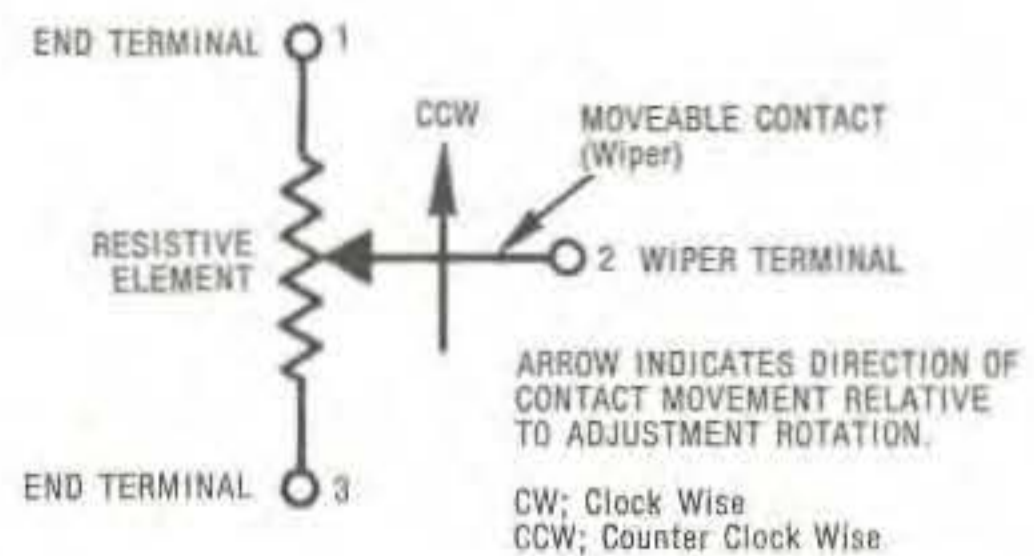 END TERMINAL 1
CCW
MOVEABLE CONTACT
(Wiper)
RESISTIVE
ELEMENT
2 WIPER TERMINAL
ARROW INDICATES DIRECTION OF
CONTACT MOVEMENT RELATIVE
TO ADJUSTMENT ROTATION.
END TERMINAL 3
CW; Clock Wise
CCW; Counter Clock Wise